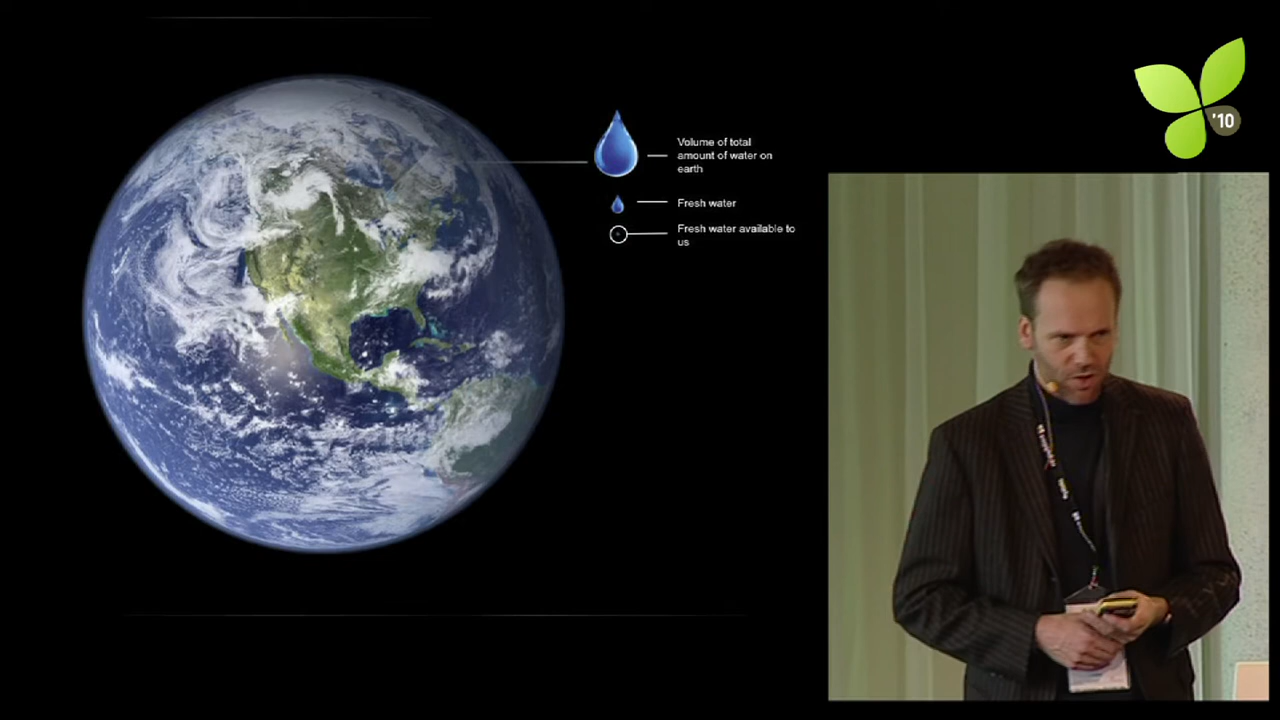 '10
Volume of total
amount of water on
earth
Fresh water
Fresh water available to
us